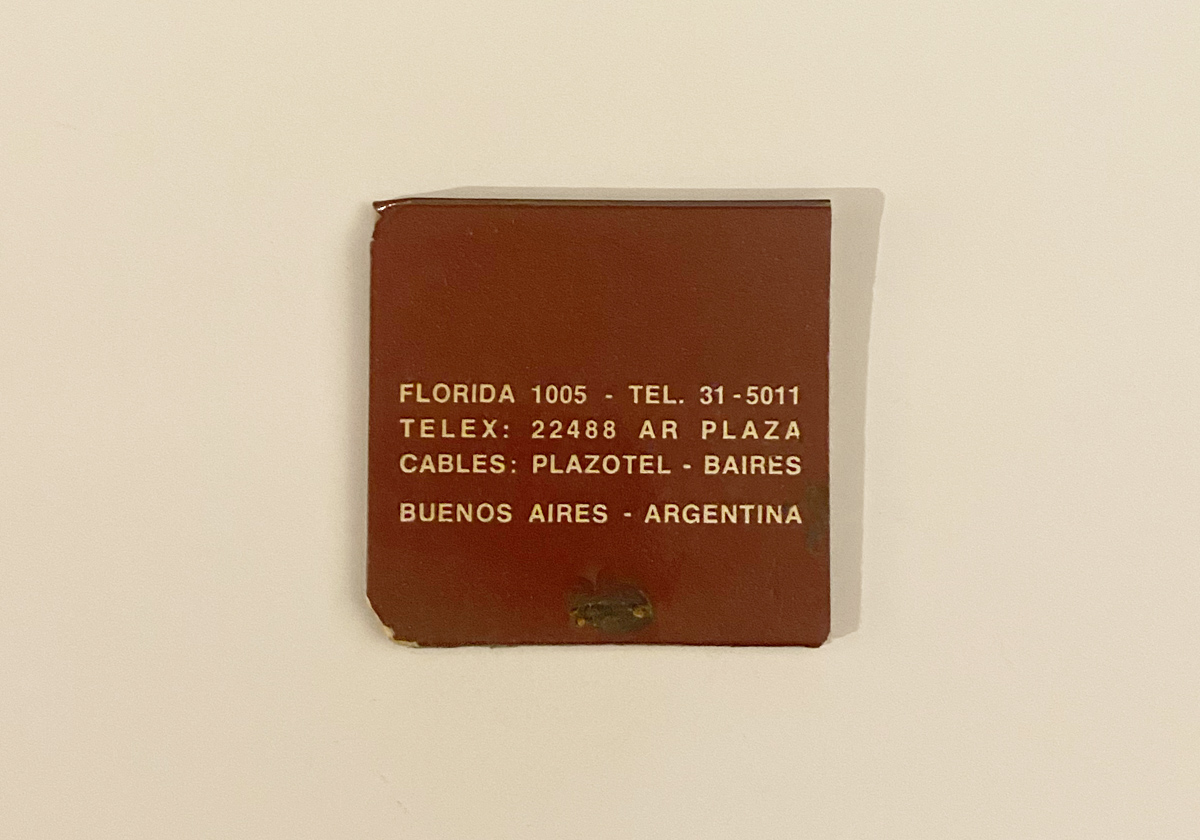 FLORIDA 1005 - TEL. 31-5011
TELEX: 22488 AR PLAZA
CABLES: PLAZOTEL - BAIRES
BUENOS AIRES - ARGENTINA